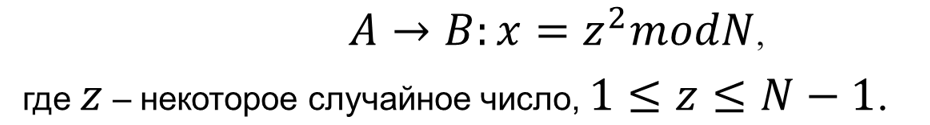 A → B: x = z²modN,
где z – некоторое случайное число, 1 ≤ z ≤ N − 1.